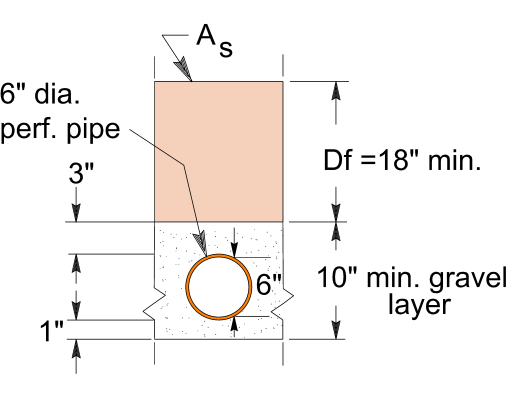 As
6" dia.
perf. pipe
3"
Df =18" min.
6"
10" min. gravel
layer
1"